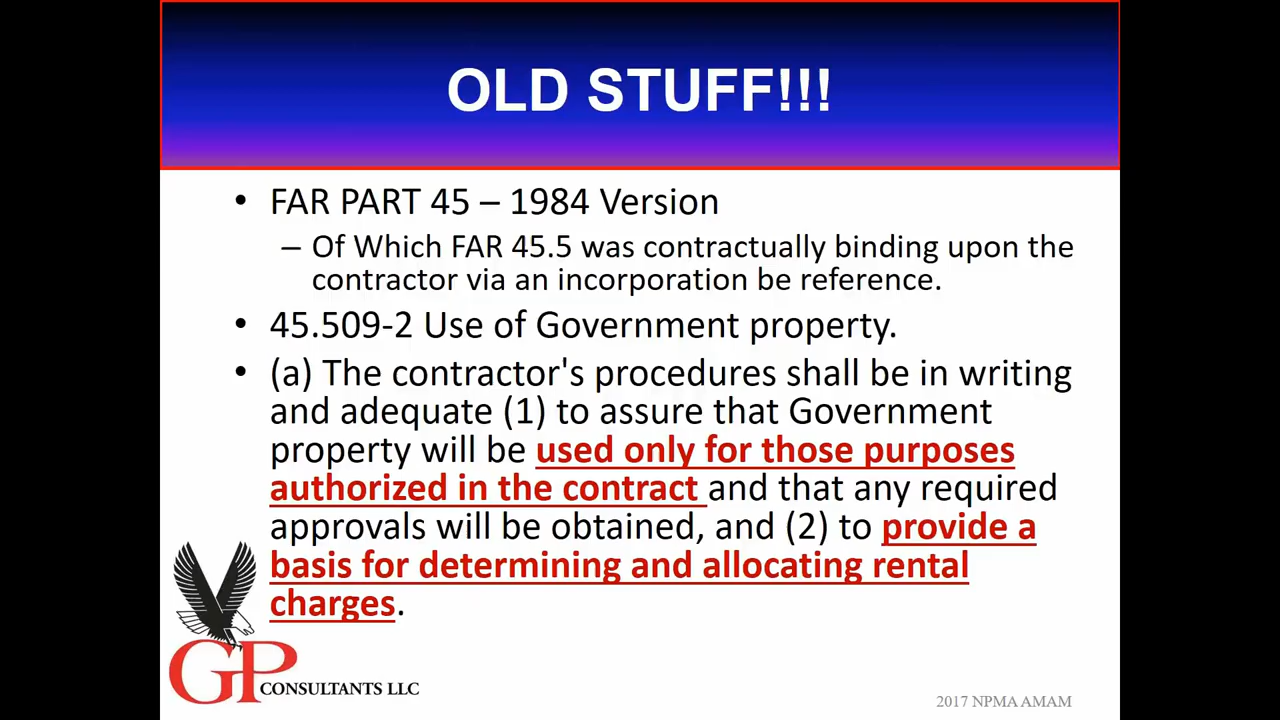 OLD STUFF!!!
• FAR PART 45 – 1984 Version
– Of Which FAR 45.5 was contractually binding upon the
contractor via an incorporation be reference.
• 45.509-2 Use of Government property.
• (a) The contractor's procedures shall be in writing
and adequate (1) to assure that Government
property will be used only for those purposes
authorized in the contract and that any required
approvals will be obtained, and (2) to provide a
basis for determining and allocating rental
charges.
GP CONSULTANTS LLC
2017 NPMA AMAM